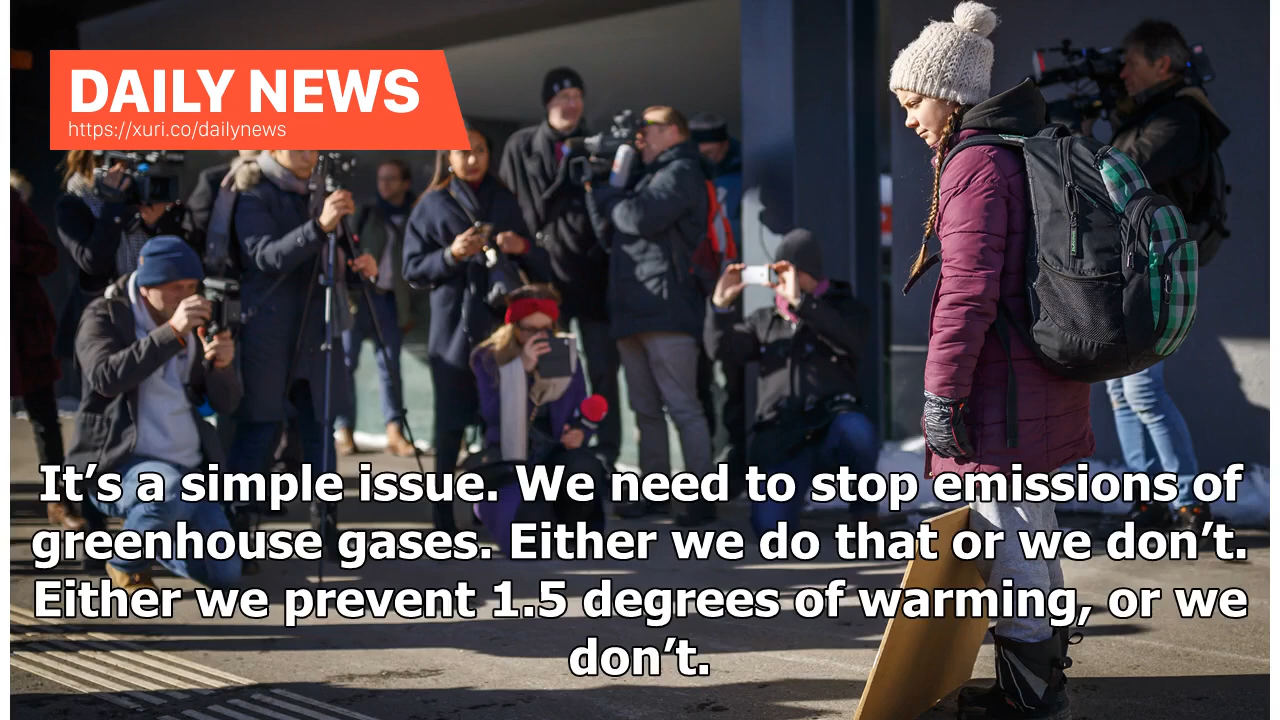 DAILY NEWS
https://xuri.co/dailynews
It’s a simple issue. We need to stop emissions of
greenhouse gases. Either we do that or we don’t.
Either we prevent 1.5 degrees of warming, or we
don’t.